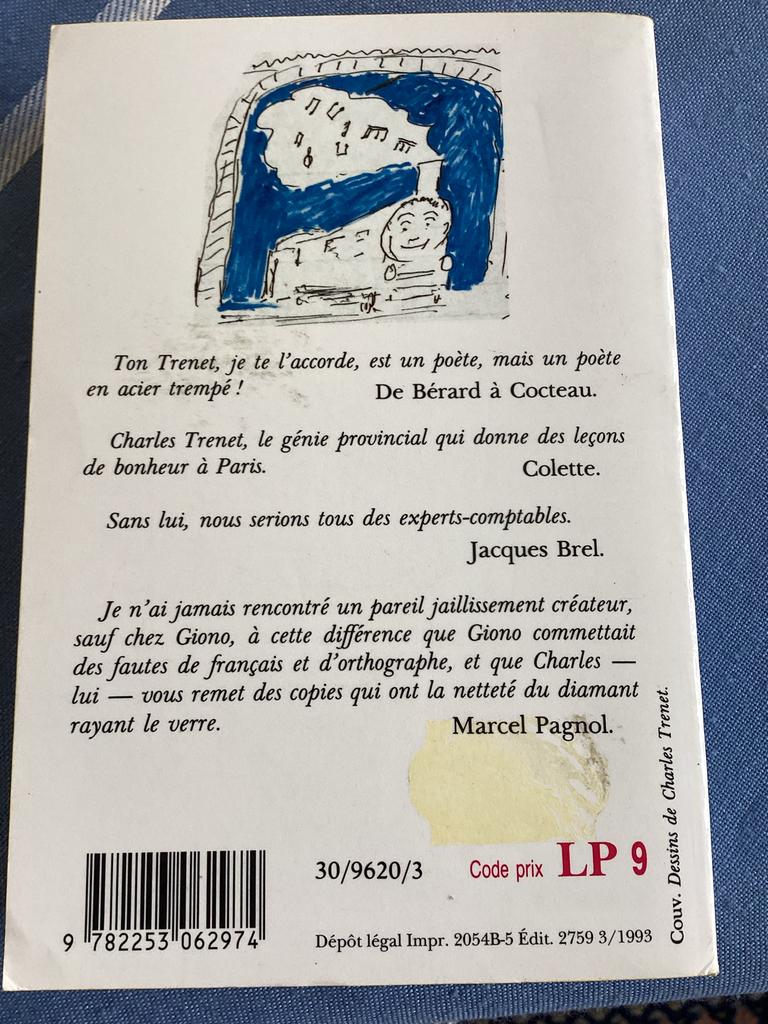 Ton Trenet, je te l'accorde, est un poète, mais un poète
en acier trempé ! De Bérard à Cocteau.
Charles Trenet, le génie provincial qui donne des leçons
de bonheur à Paris. Colette.
Sans lui, nous serions tous des experts-comptables.
Jacques Brel.
Je n'ai jamais rencontré un pareil jaillissement créateur,
sauf chez Giono, à cette différence que Giono commettait
des fautes de français et d'orthographe, et que Charles —
lui — vous remet des copies qui ont la netteté du diamant
rayant le verre. Marcel Pagnol.
Couv. Dessins de Charles Trenet.
30/9620/3 Code prix LP 9
9 782253 062974
Dépôt légal Impr. 2054B-5 Édit. 2759 3/1993